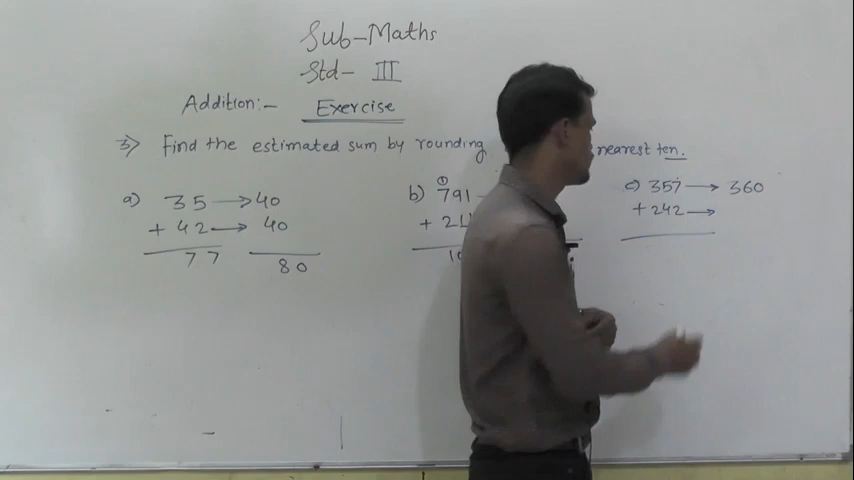 Sub-Maths
Std- III
Addition:- Exercise
3> Find the estimated sum by rounding nearest ten.
a) 35 → 40
+ 42 → 40
77 80
b) 791
+ 21
10
c) 357 → 360
+ 242 →